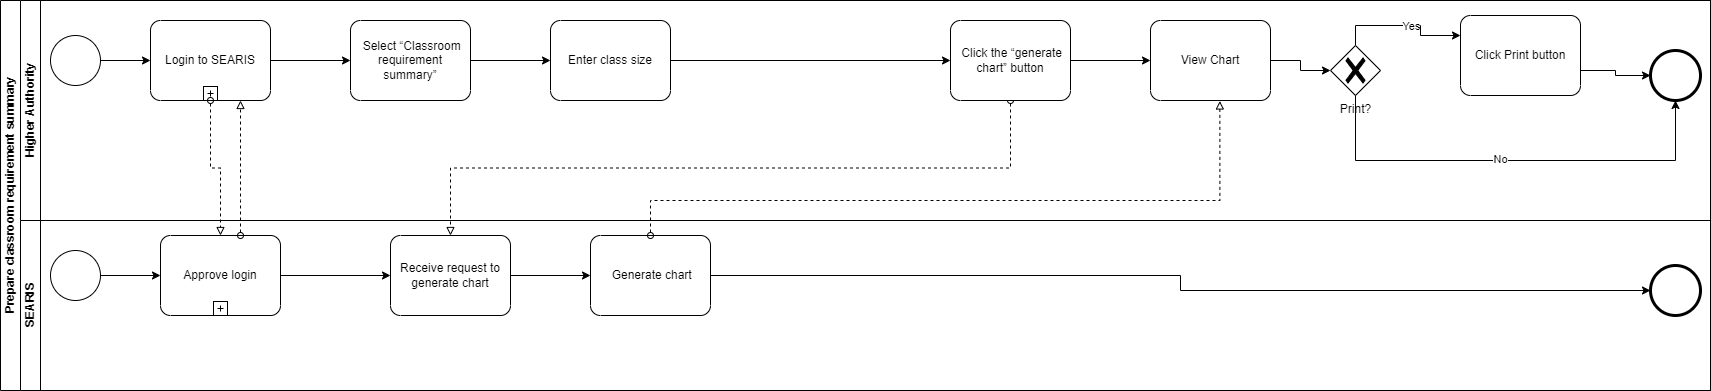 Prepare classroom requirement summary
Higher Authority
Login to SEARIS
Select “Classroom
requirement
summary”
Enter class size
Click the “generate
chart” button
View Chart
Print?
Yes
No
Click Print button
SEARIS
Approve login
Receive request to
generate chart
Generate chart